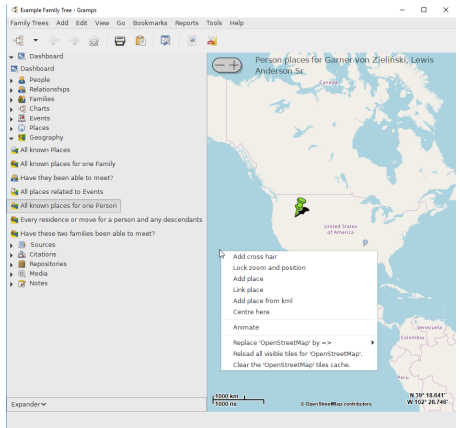 Example Family Tree - Gramps
Family Trees Add Edit View Go Bookmarks Reports Tools Help
Dashboard
Dashboard
People
Relationships
Families
Charts
Events
Places
Geography
All known Places
All known places for one Family
Have they been able to meet?
All places related to Events
All known places for one Person
Every residence or move for a person and any descendants
Have these two families been able to meet?
Sources
Citations
Repositories
Media
Notes
Expander
Person places for Garner von Zieliński, Lewis
Anderson Sr.
Canada
United States
of America
Add cross hair
Lock zoom and position
Add place
Link place
Add place from kml
Centre here
Animate
Replace 'OpenStreetMap' by =>
Reload all visible tiles for 'OpenStreetMap'.
Clear the 'OpenStreetMap' tiles cache.
Venezuela
Colombia
Peru
1000 km
1000 mi
© OpenStreetMap contributors
N 39° 18.641'
W 102° 28.746'